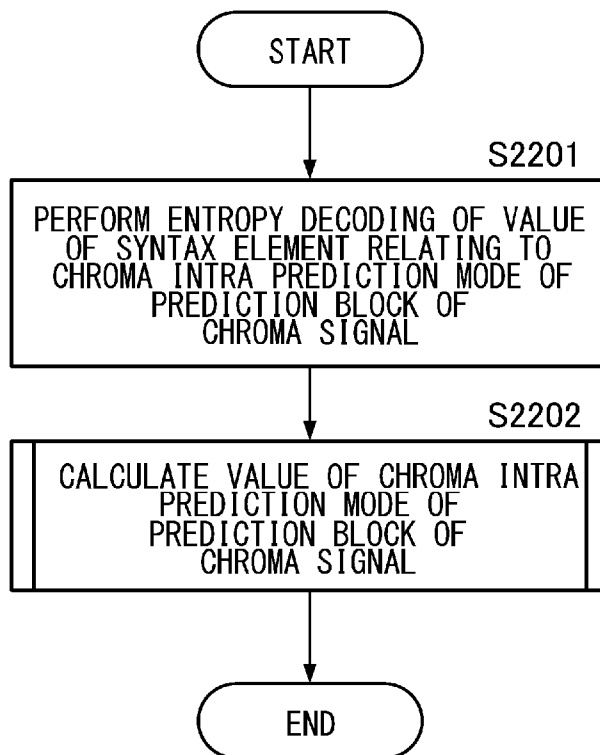 START
S2201
PERFORM ENTROPY DECODING OF VALUE
OF SYNTAX ELEMENT RELATING TO
CHROMA INTRA PREDICTION MODE OF
PREDICTION BLOCK OF
CHROMA SIGNAL
S2202
CALCULATE VALUE OF CHROMA INTRA
PREDICTION MODE OF
PREDICTION BLOCK OF
CHROMA SIGNAL
END